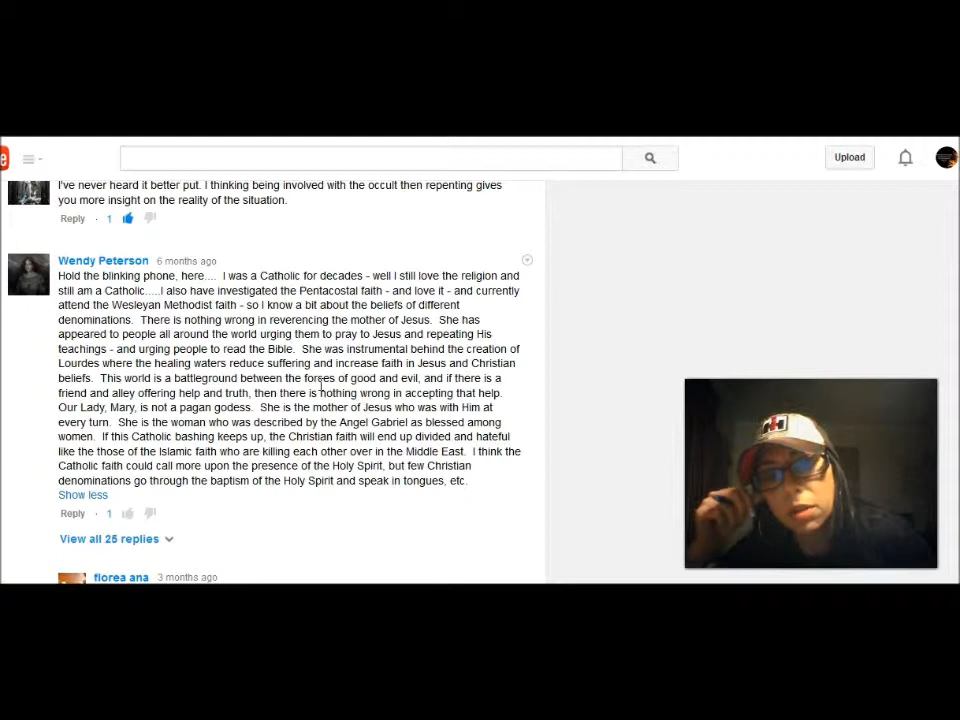 e
Upload
I've never heard it better put. I thinking being involved with the occult then repenting gives
you more insight on the reality of the situation.
Reply · 1
Wendy Peterson 6 months ago
Hold the blinking phone, here.... I was a Catholic for decades - well I still love the religion and
still am a Catholic.....I also have investigated the Pentacostal faith - and love it - and currently
attend the Wesleyan Methodist faith - so I know a bit about the beliefs of different
denominations. There is nothing wrong in reverencing the mother of Jesus. She has
appeared to people all around the world urging them to pray to Jesus and repeating His
teachings - and urging people to read the Bible. She was instrumental behind the creation of
Lourdes where the healing waters reduce suffering and increase faith in Jesus and Christian
beliefs. This world is a battleground between the forses of good and evil, and if there is a
friend and alley offering help and truth, then there is nothing wrong in accepting that help.
Our Lady, Mary, is not a pagan godess. She is the mother of Jesus who was with Him at
every turn. She is the woman who was described by the Angel Gabriel as blessed among
women. If this Catholic bashing keeps up, the Christian faith will end up divided and hateful
like the those of the Islamic faith who are killing each other over in the Middle East. I think the
Catholic faith could call more upon the presence of the Holy Spirit, but few Christian
denominations go through the baptism of the Holy Spirit and speak in tongues, etc.
Show less
Reply · 1
View all 25 replies
florea ana 3 months ago